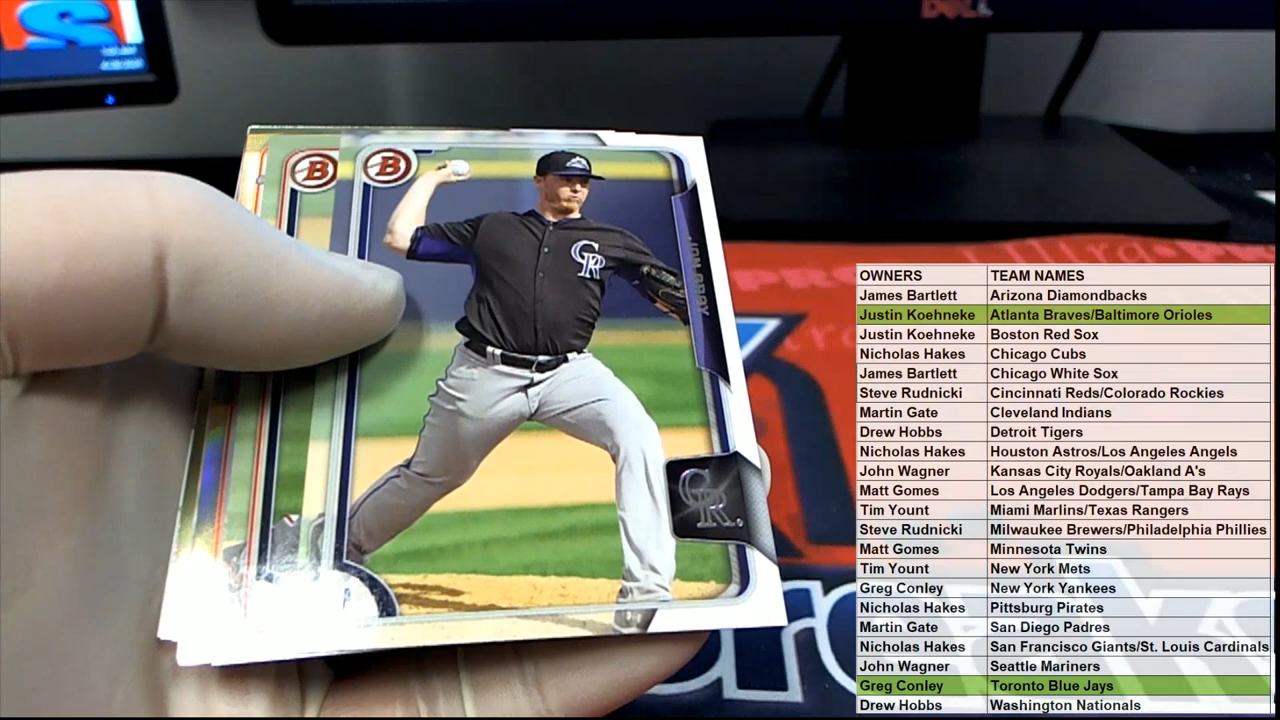 DELL
B
B
CR
JON GRAY
CR
OWNERS TEAM NAMES
James Bartlett Arizona Diamondbacks
Justin Koehneke Atlanta Braves/Baltimore Orioles
Justin Koehneke Boston Red Sox
Nicholas Hakes Chicago Cubs
James Bartlett Chicago White Sox
Steve Rudnicki Cincinnati Reds/Colorado Rockies
Martin Gate Cleveland Indians
Drew Hobbs Detroit Tigers
Nicholas Hakes Houston Astros/Los Angeles Angels
John Wagner Kansas City Royals/Oakland A's
Matt Gomes Los Angeles Dodgers/Tampa Bay Rays
Tim Yount Miami Marlins/Texas Rangers
Steve Rudnicki Milwaukee Brewers/Philadelphia Phillies
Matt Gomes Minnesota Twins
Tim Yount New York Mets
Greg Conley New York Yankees
Nicholas Hakes Pittsburg Pirates
Martin Gate San Diego Padres
Nicholas Hakes San Francisco Giants/St. Louis Cardinals
John Wagner Seattle Mariners
Greg Conley Toronto Blue Jays
Drew Hobbs Washington Nationals